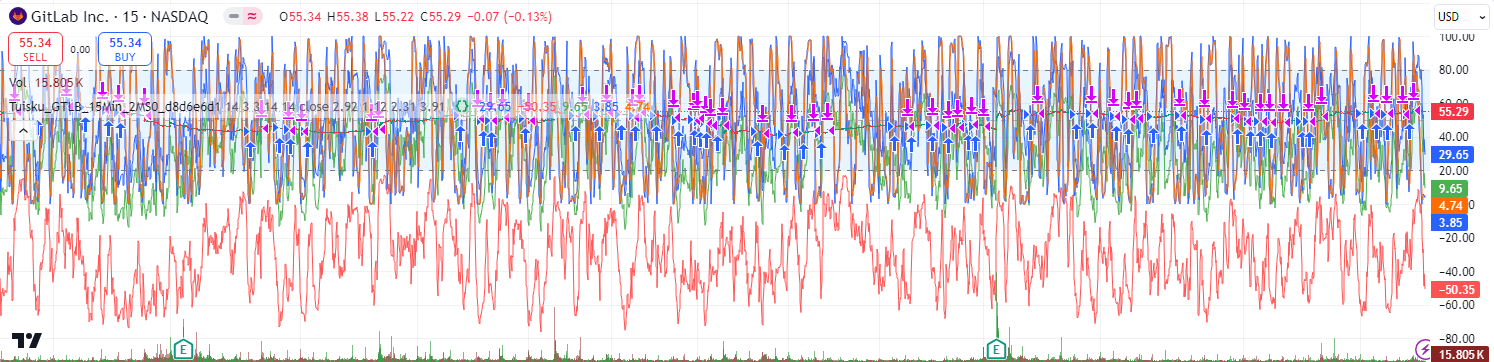 GitLab Inc. · 15 · NASDAQ O55.34 H55.38 L55.22 C55.29 −0.07 (−0.13%)
USD
55.34 SELL
0.00
55.34 BUY
Vol 15.805K
Tuisku_GTLB_15Min_2MS0_d8d6e6d1 14 3 3 14 14 close 2.92 1.12 2.31 3.91 29.65 −50.35 9.65 3.85 4.74
100.00
80.00
60.00
55.29
40.00
29.65
20.00
9.65
4.74
3.85
−20.00
−40.00
−50.35
−60.00
−80.00
15.805K
E
E